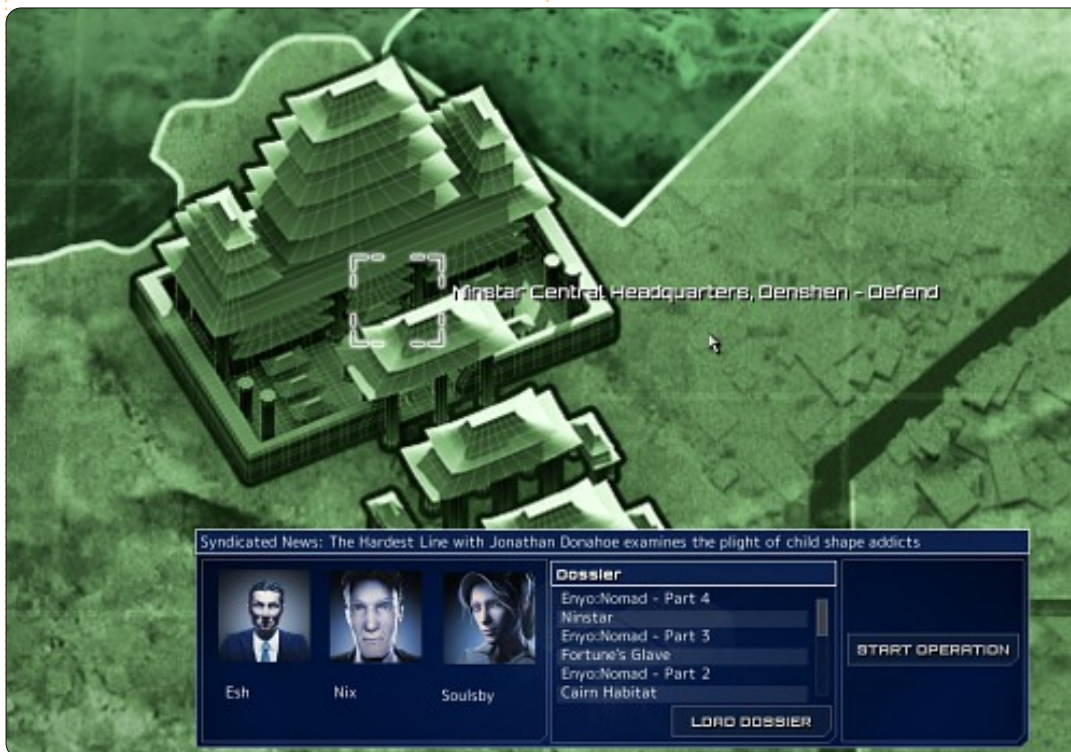 Ninstar Central Headquarters, Denshen - Defend
Syndicated News: The Hardest Line with Jonathan Donahoe examines the plight of child shape addicts
Esh
Nix
Soulsby
Dossier
Enyo:Nomad - Part 4
Ninstar
Enyo:Nomad - Part 3
Fortune's Glave
Enyo:Nomad - Part 2
Cairn Habitat
LOAD DOSSIER
START OPERATION